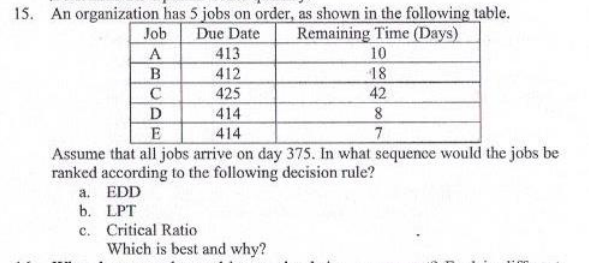 15. An organization has 5 jobs on order, as shown in the following table.
Job Due Date Remaining Time (Days)
A 413 10
B 412 18
C 425 42
D 414 8
E 414 7
Assume that all jobs arrive on day 375. In what sequence would the jobs be
ranked according to the following decision rule?
a. EDD
b. LPT
c. Critical Ratio
Which is best and why?